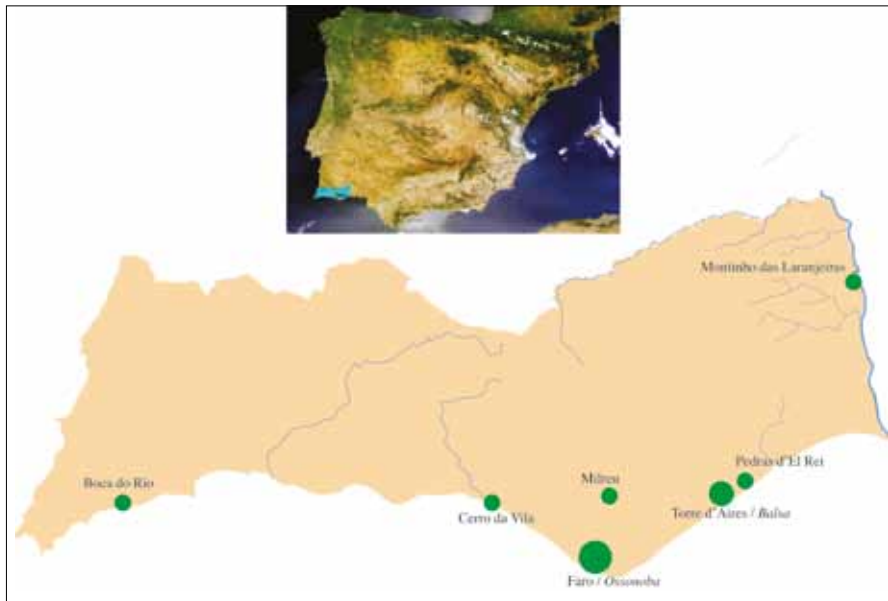 Montinho das Laranjeiras
Pedras d'El Rei
Boca do Rio
Milreu
Cerro da Vila
Torre d'Aires / Balsa
Faro / Ossonoba